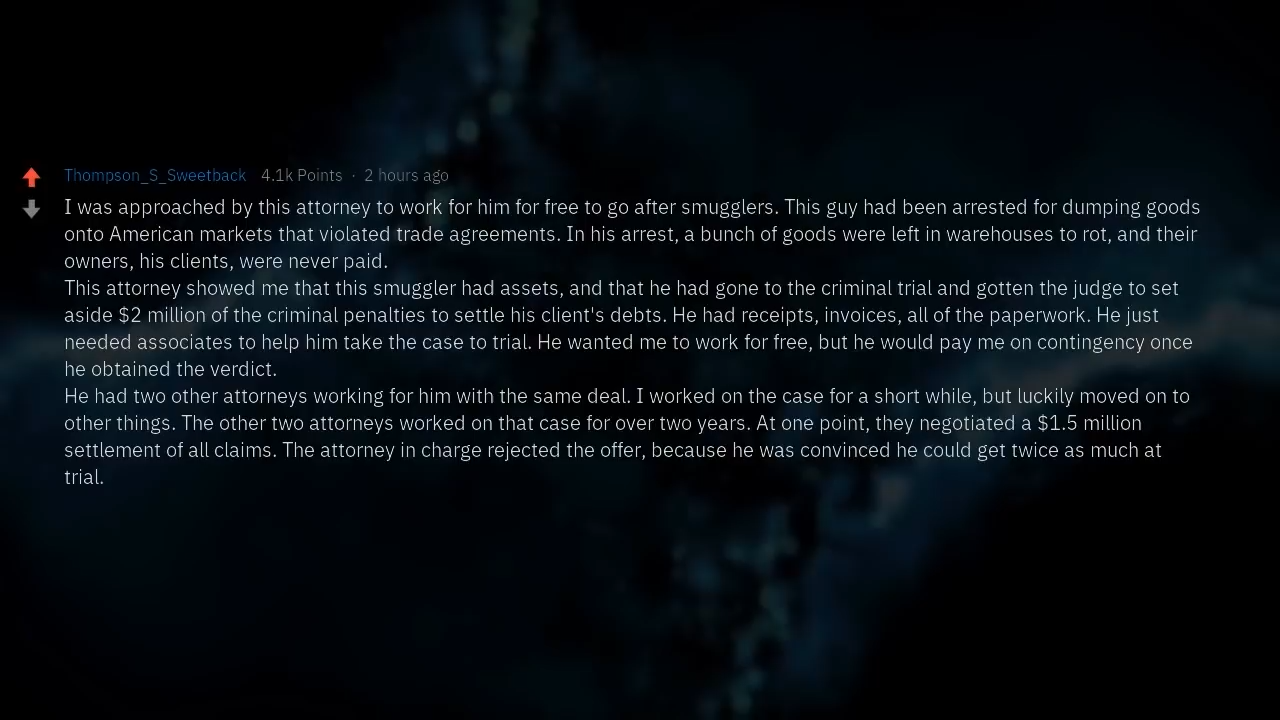 Thompson_S_Sweetback 4.1k Points · 2 hours ago
I was approached by this attorney to work for him for free to go after smugglers. This guy had been arrested for dumping goods
onto American markets that violated trade agreements. In his arrest, a bunch of goods were left in warehouses to rot, and their
owners, his clients, were never paid.
This attorney showed me that this smuggler had assets, and that he had gone to the criminal trial and gotten the judge to set
aside $2 million of the criminal penalties to settle his client's debts. He had receipts, invoices, all of the paperwork. He just
needed associates to help him take the case to trial. He wanted me to work for free, but he would pay me on contingency once
he obtained the verdict.
He had two other attorneys working for him with the same deal. I worked on the case for a short while, but luckily moved on to
other things. The other two attorneys worked on that case for over two years. At one point, they negotiated a $1.5 million
settlement of all claims. The attorney in charge rejected the offer, because he was convinced he could get twice as much at
trial.